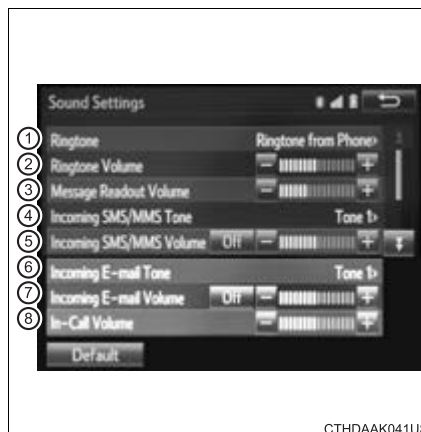 Sound Settings
1 Ringtone Ringtone from Phone>
2 Ringtone Volume − +
3 Message Readout Volume − +
4 Incoming SMS/MMS Tone Tone 1>
5 Incoming SMS/MMS Volume Off − +
6 Incoming E-mail Tone Tone 1>
7 Incoming E-mail Volume Off − +
8 In-Call Volume − +
Default